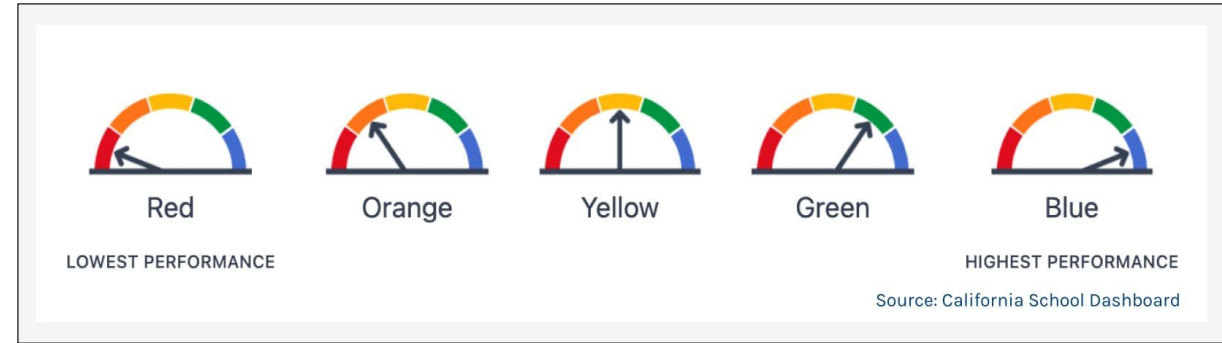 Red Orange Yellow Green Blue
LOWEST PERFORMANCE HIGHEST PERFORMANCE
Source: California School Dashboard